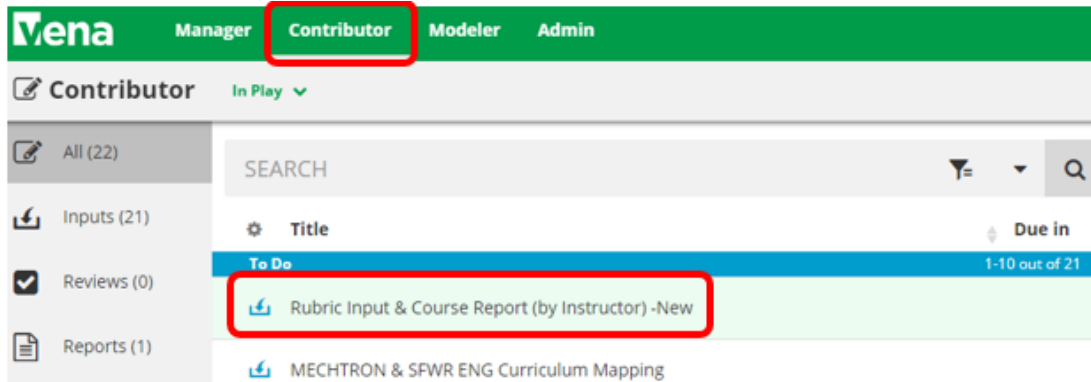 Vena Manager Contributor Modeler Admin
Contributor In Play
All (22)
SEARCH
Inputs (21)
Title Due in
To Do 1-10 out of 21
Reviews (0)
Rubric Input & Course Report (by Instructor) -New
Reports (1)
MECHTRON & SFWR ENG Curriculum Mapping